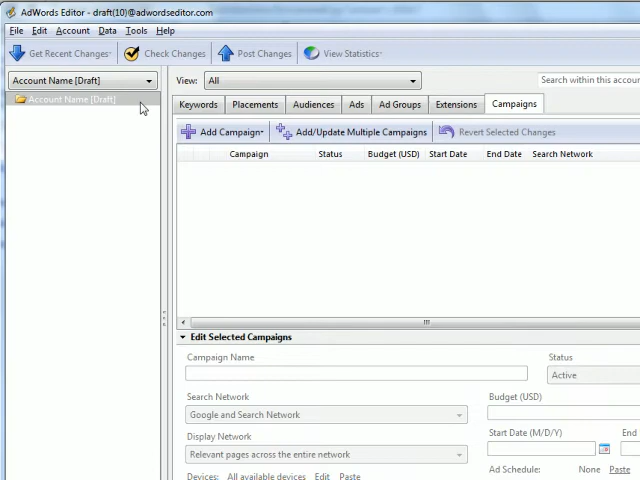 AdWords Editor - draft(10)@adwordseditor.com
File Edit Account Data Tools Help
Get Recent Changes Check Changes Post Changes View Statistics
Account Name [Draft] View: All Search within this accoun
Account Name [Draft]
Keywords Placements Audiences Ads Ad Groups Extensions Campaigns
Add Campaign Add/Update Multiple Campaigns Revert Selected Changes
Campaign Status Budget (USD) Start Date End Date Search Network
Edit Selected Campaigns
Campaign Name Status
Active
Search Network Budget (USD)
Google and Search Network
Display Network Start Date (M/D/Y) End
Relevant pages across the entire network
Devices: All available devices Edit Paste Ad Schedule: None Paste